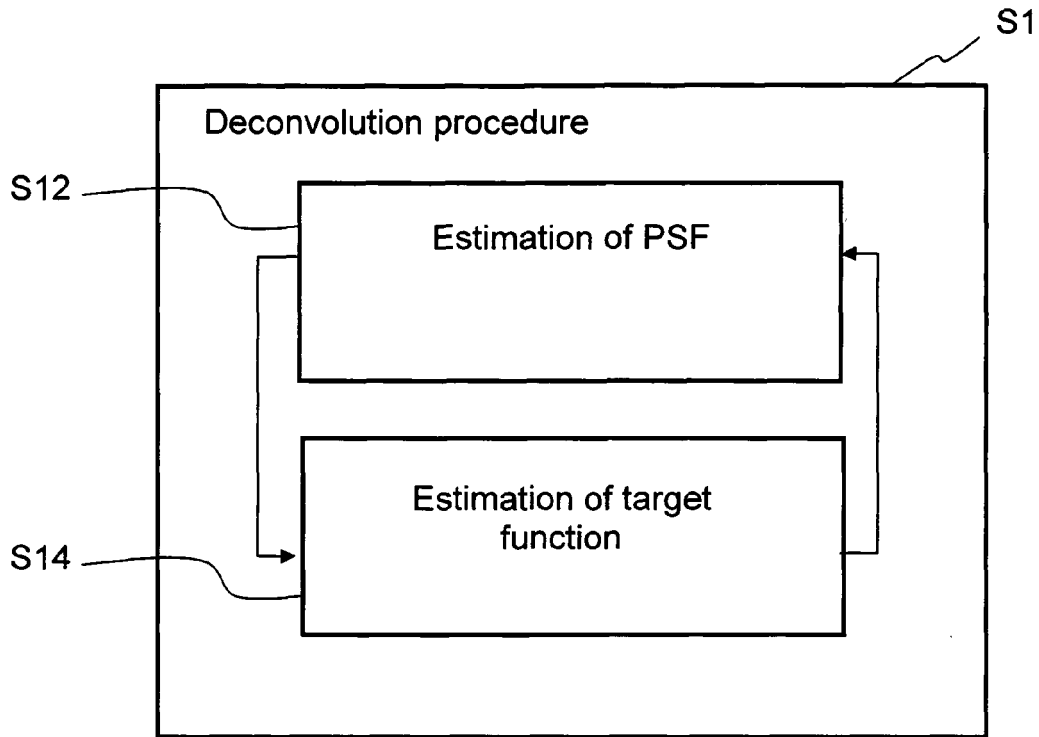 S1
Deconvolution procedure
S12
Estimation of PSF
Estimation of target
function
S14